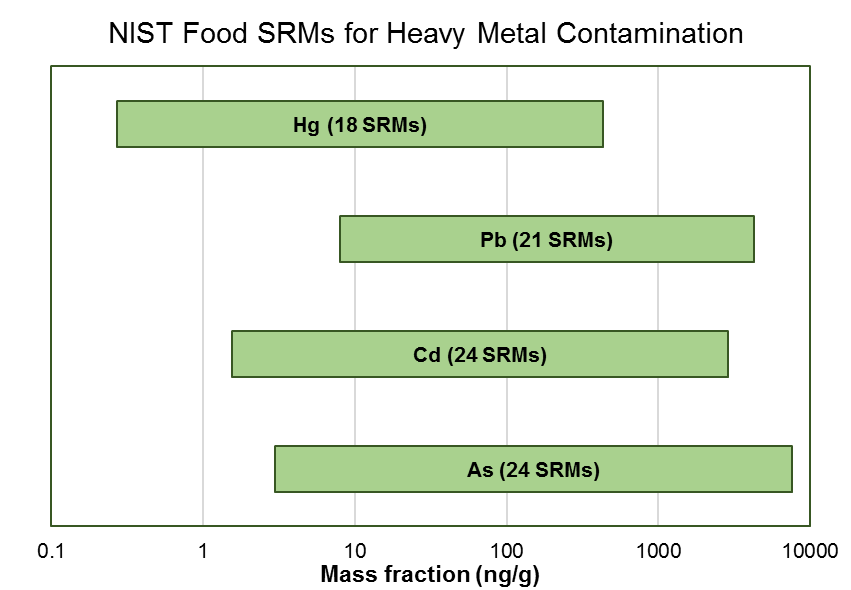 NIST Food SRMs for Heavy Metal Contamination
Hg (18 SRMs)
Pb (21 SRMs)
Cd (24 SRMs)
As (24 SRMs)
0.1 1 10 100 1000 10000
Mass fraction (ng/g)